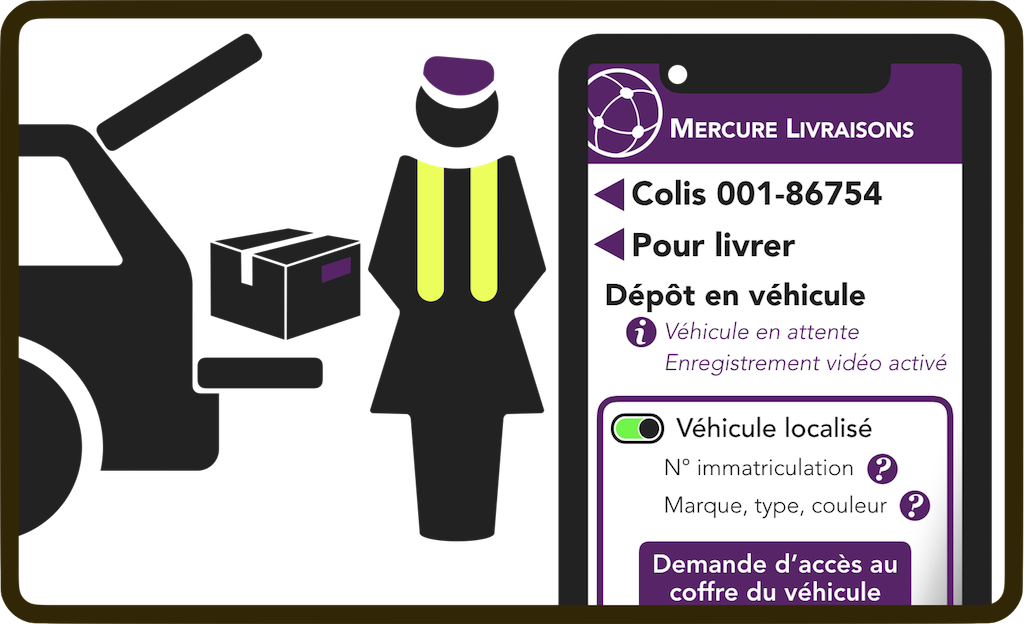 Mercure Livraisons
Colis 001-86754
Pour livrer
Dépôt en véhicule
Véhicule en attente
Enregistrement vidéo activé
Véhicule localisé
N° immatriculation ?
Marque, type, couleur ?
Demande d’accès au
coffre du véhicule